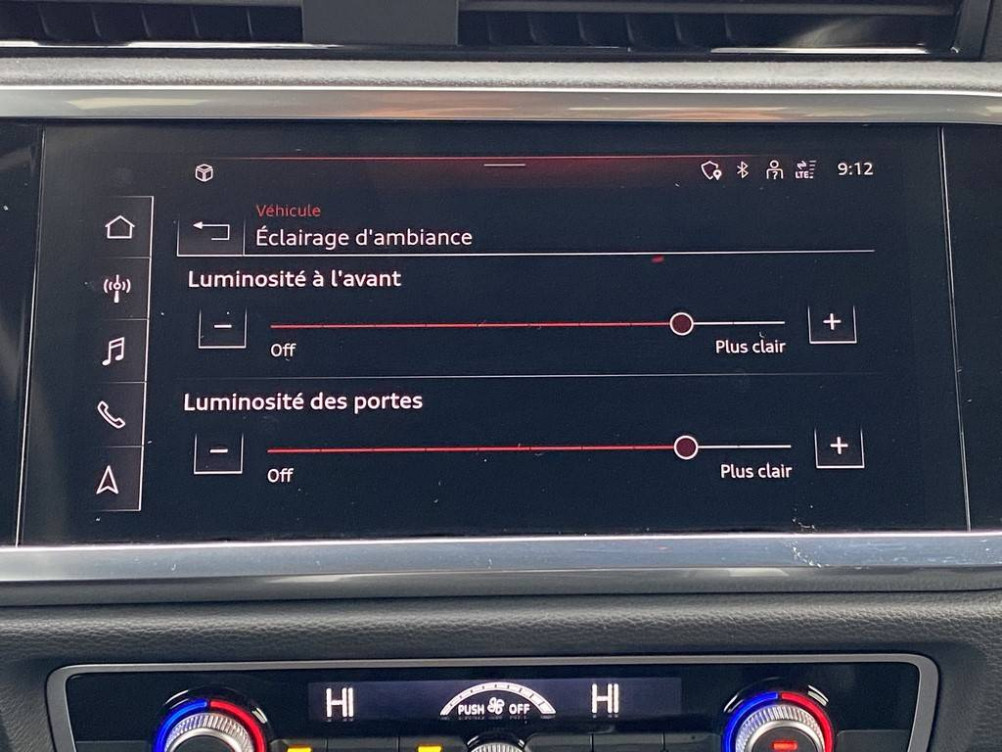 LTE 9:12
Véhicule
Éclairage d'ambiance
Luminosité à l'avant
− +
Off Plus clair
Luminosité des portes
− +
Off Plus clair
HI PUSH OFF HI